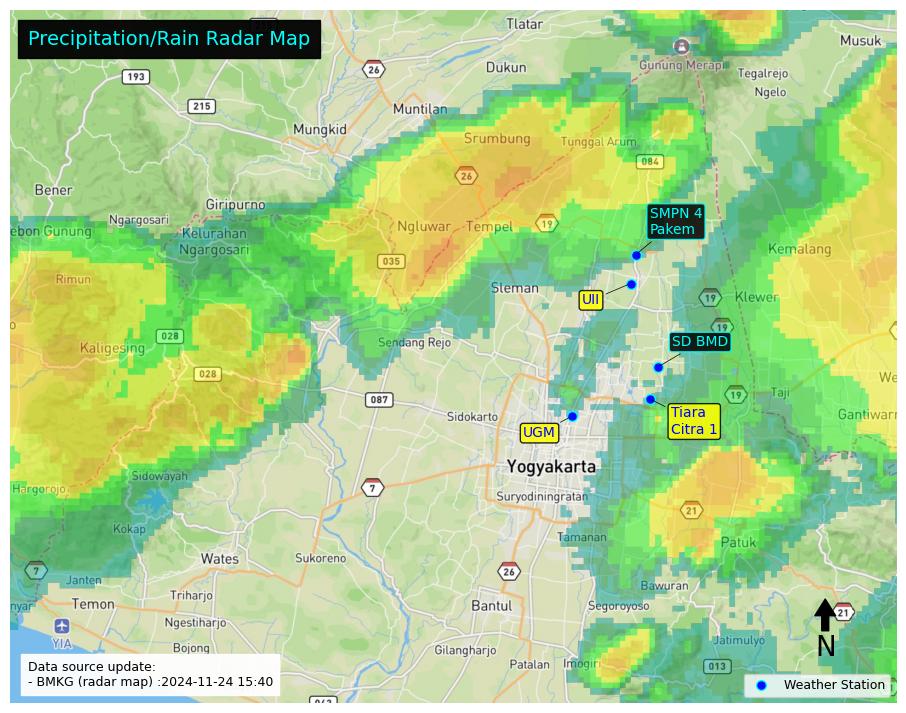 Precipitation/Rain Radar Map
Tlatar
Musuk
26
Dukun
Gunung Merapi
193
Tegalrejo
Ngelo
215
Muntilan
Mungkid
Srumbung
Tunggal Arum
084
26
Bener
Giripurno
Ngargosari
SMPN 4
Pakem
Ngluwar
Tempel
19
ebon Gunung
Kelurahan
Ngargosari
Kemalang
035
Rimun
Sleman
UII
19
Klewer
19
028
Sendang Rejo
SD BMD
Kaligesing
028
We
087
19
Taji
Sidokarto
Tiara
Citra 1
Gantiwarn
UGM
Yogyakarta
Sidowayah
Hargorojo
7
Suryodiningratan
21
Kokap
Tamanan
Patuk
Wates
Sukoreno
7
26
Janten
Bawuran
Triharjo
nyar
Temon
Bantul
Segoroyoso
21
Ngestiharjo
YIA
N
Bojong
Gilangharjo
Jatimulyo
Patalan
Imogiri
013
Data source update:
- BMKG (radar map) :2024-11-24 15:40
Weather Station